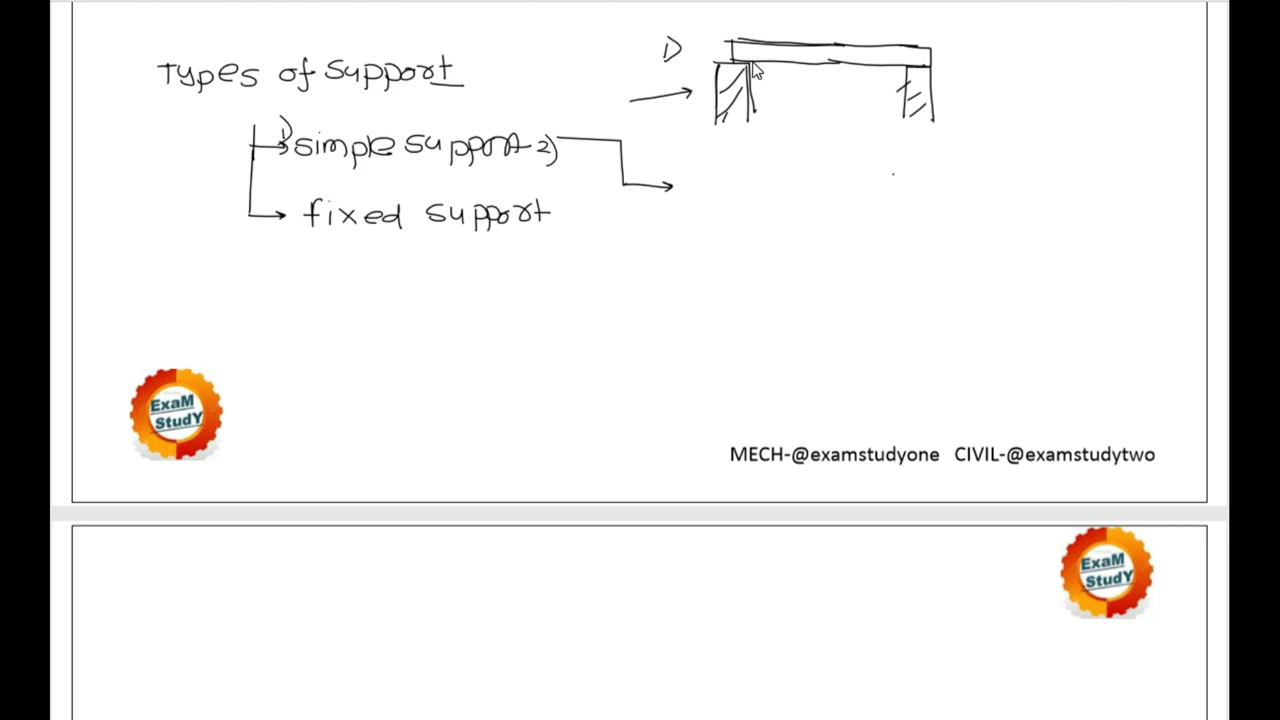 Types of Support
1)
1) simple support 2)
fixed support
ExaM
StudY
MECH-@examstudyone CIVIL-@examstudytwo
ExaM
StudY